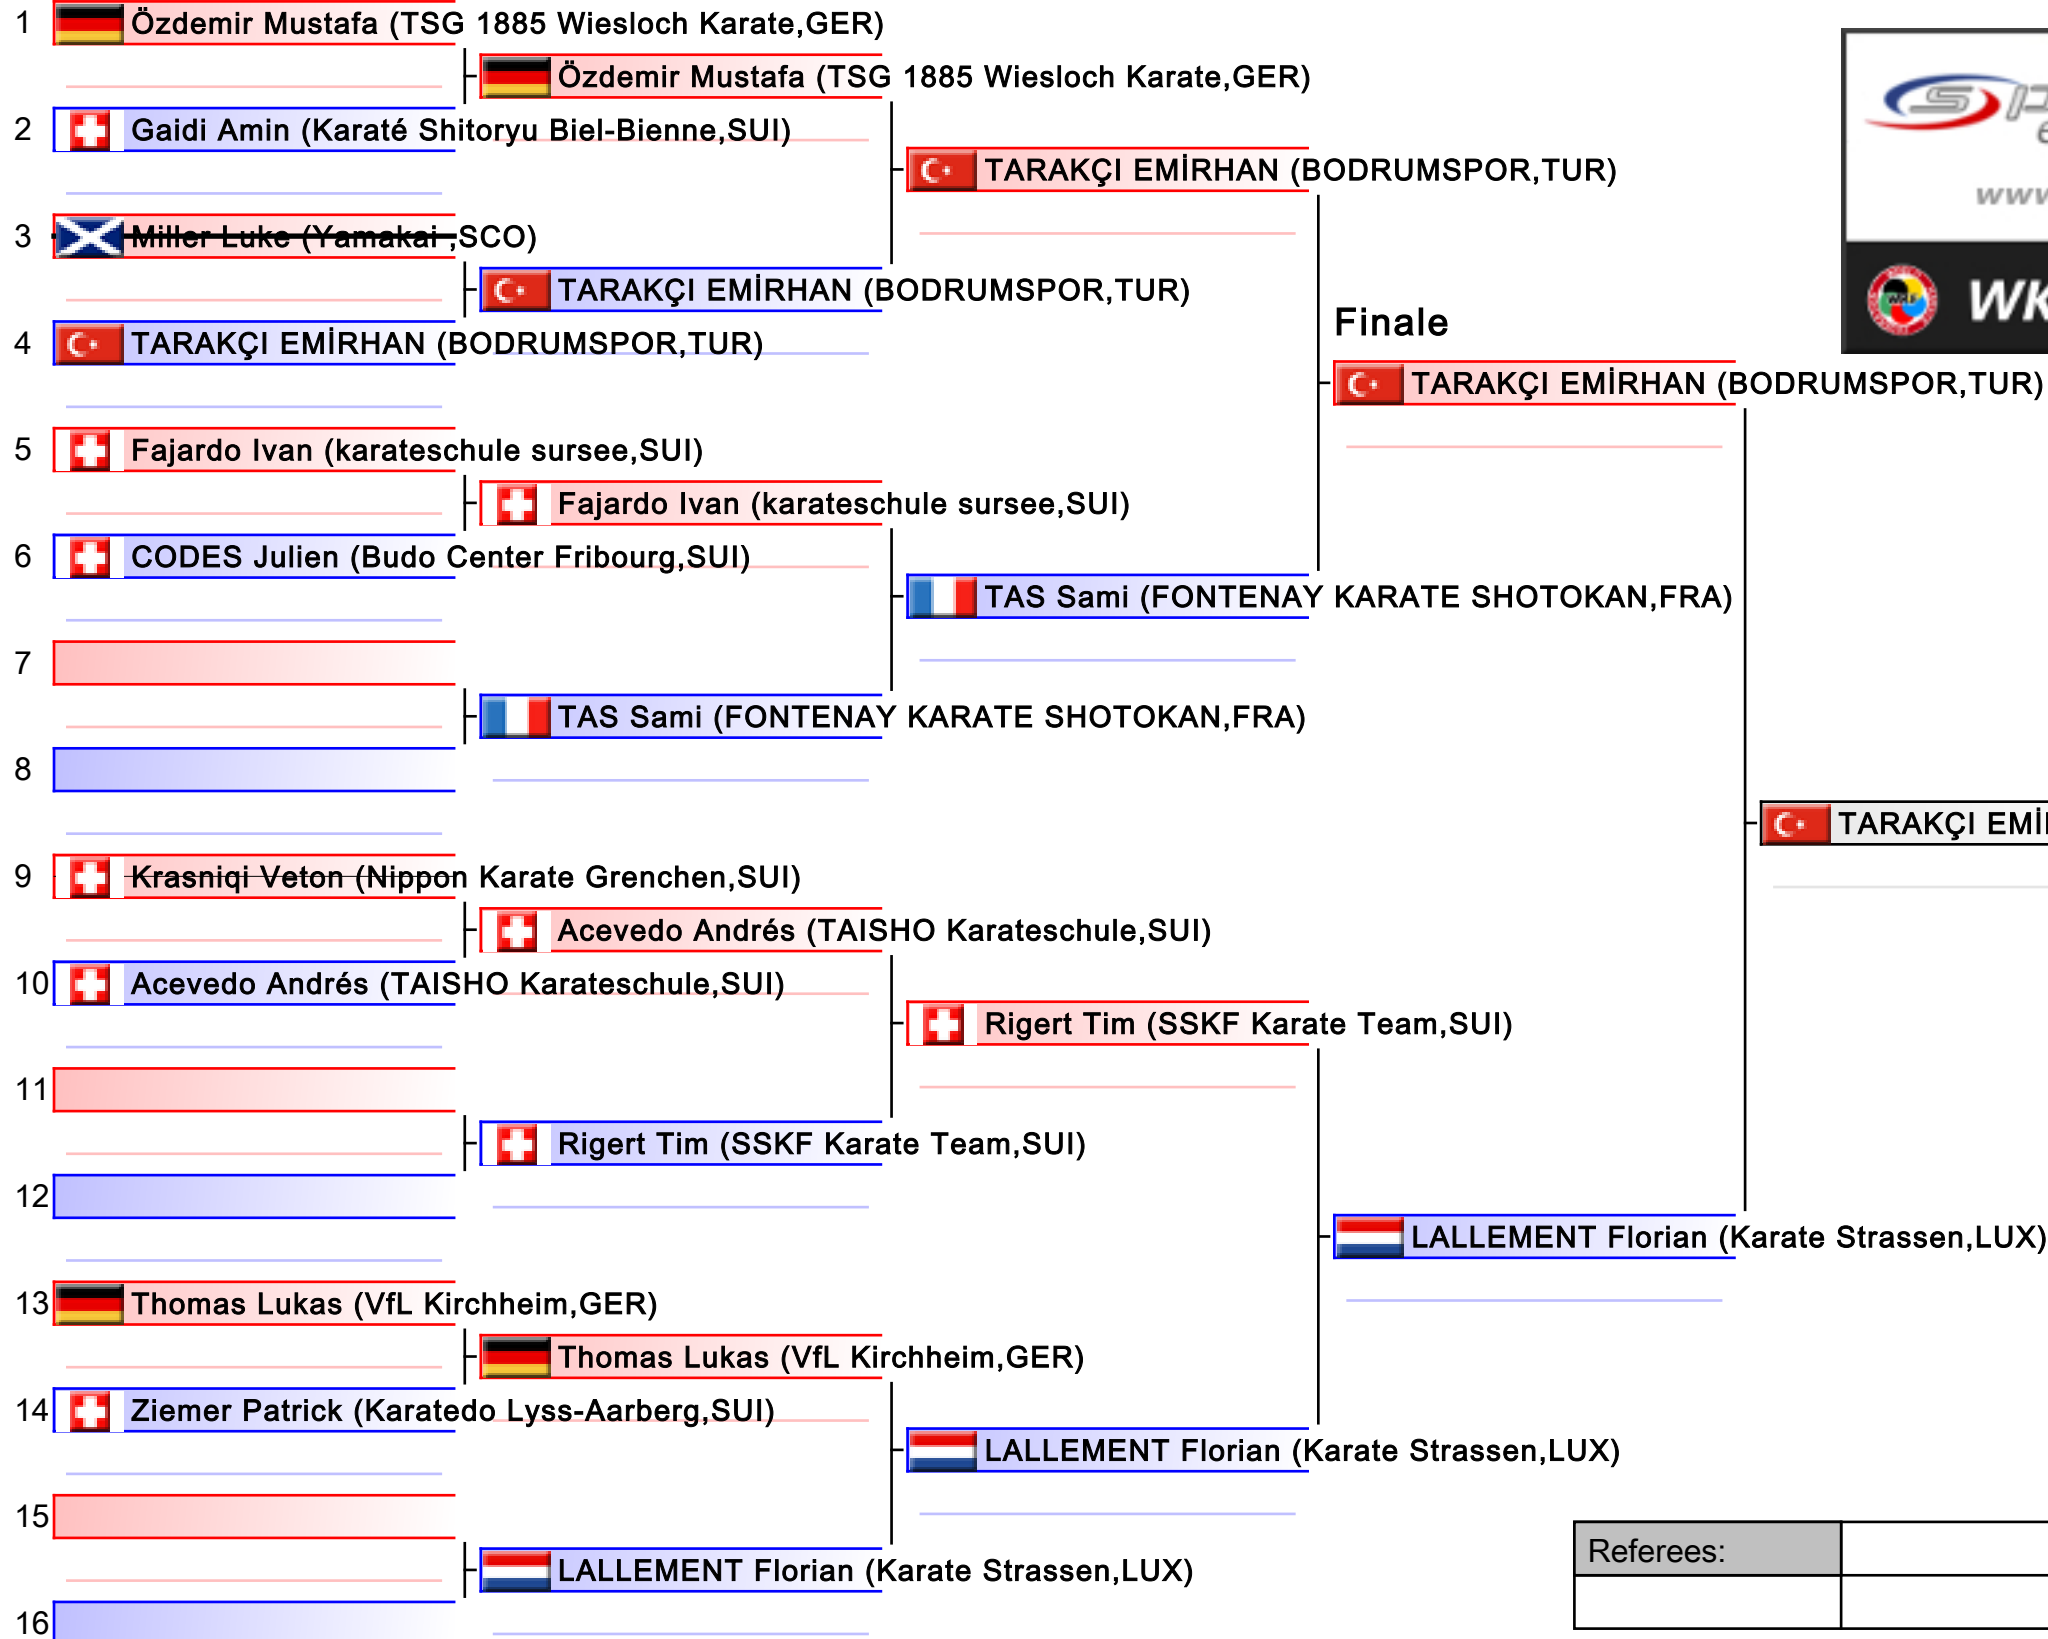 1 Özdemir Mustafa (TSG 1885 Wiesloch Karate,GER)
Özdemir Mustafa (TSG 1885 Wiesloch Karate,GER)
2 Gaidi Amin (Karaté Shitoryu Biel-Bienne,SUI)
TARAKÇI EMİRHAN (BODRUMSPOR,TUR)
www
3 Miller Luke (Yamakai ,SCO)
TARAKÇI EMİRHAN (BODRUMSPOR,TUR)
WK
Finale
4 TARAKÇI EMİRHAN (BODRUMSPOR,TUR)
TARAKÇI EMİRHAN (BODRUMSPOR,TUR)
5 Fajardo Ivan (karateschule sursee,SUI)
Fajardo Ivan (karateschule sursee,SUI)
6 CODES Julien (Budo Center Fribourg,SUI)
TAS Sami (FONTENAY KARATE SHOTOKAN,FRA)
7
TAS Sami (FONTENAY KARATE SHOTOKAN,FRA)
8
TARAKÇI EMİ
9 Krasniqi Veton (Nippon Karate Grenchen,SUI)
Acevedo Andrés (TAISHO Karateschule,SUI)
10 Acevedo Andrés (TAISHO Karateschule,SUI)
Rigert Tim (SSKF Karate Team,SUI)
11
Rigert Tim (SSKF Karate Team,SUI)
12
LALLEMENT Florian (Karate Strassen,LUX)
13 Thomas Lukas (VfL Kirchheim,GER)
Thomas Lukas (VfL Kirchheim,GER)
14 Ziemer Patrick (Karatedo Lyss-Aarberg,SUI)
LALLEMENT Florian (Karate Strassen,LUX)
15
Referees:
LALLEMENT Florian (Karate Strassen,LUX)
16